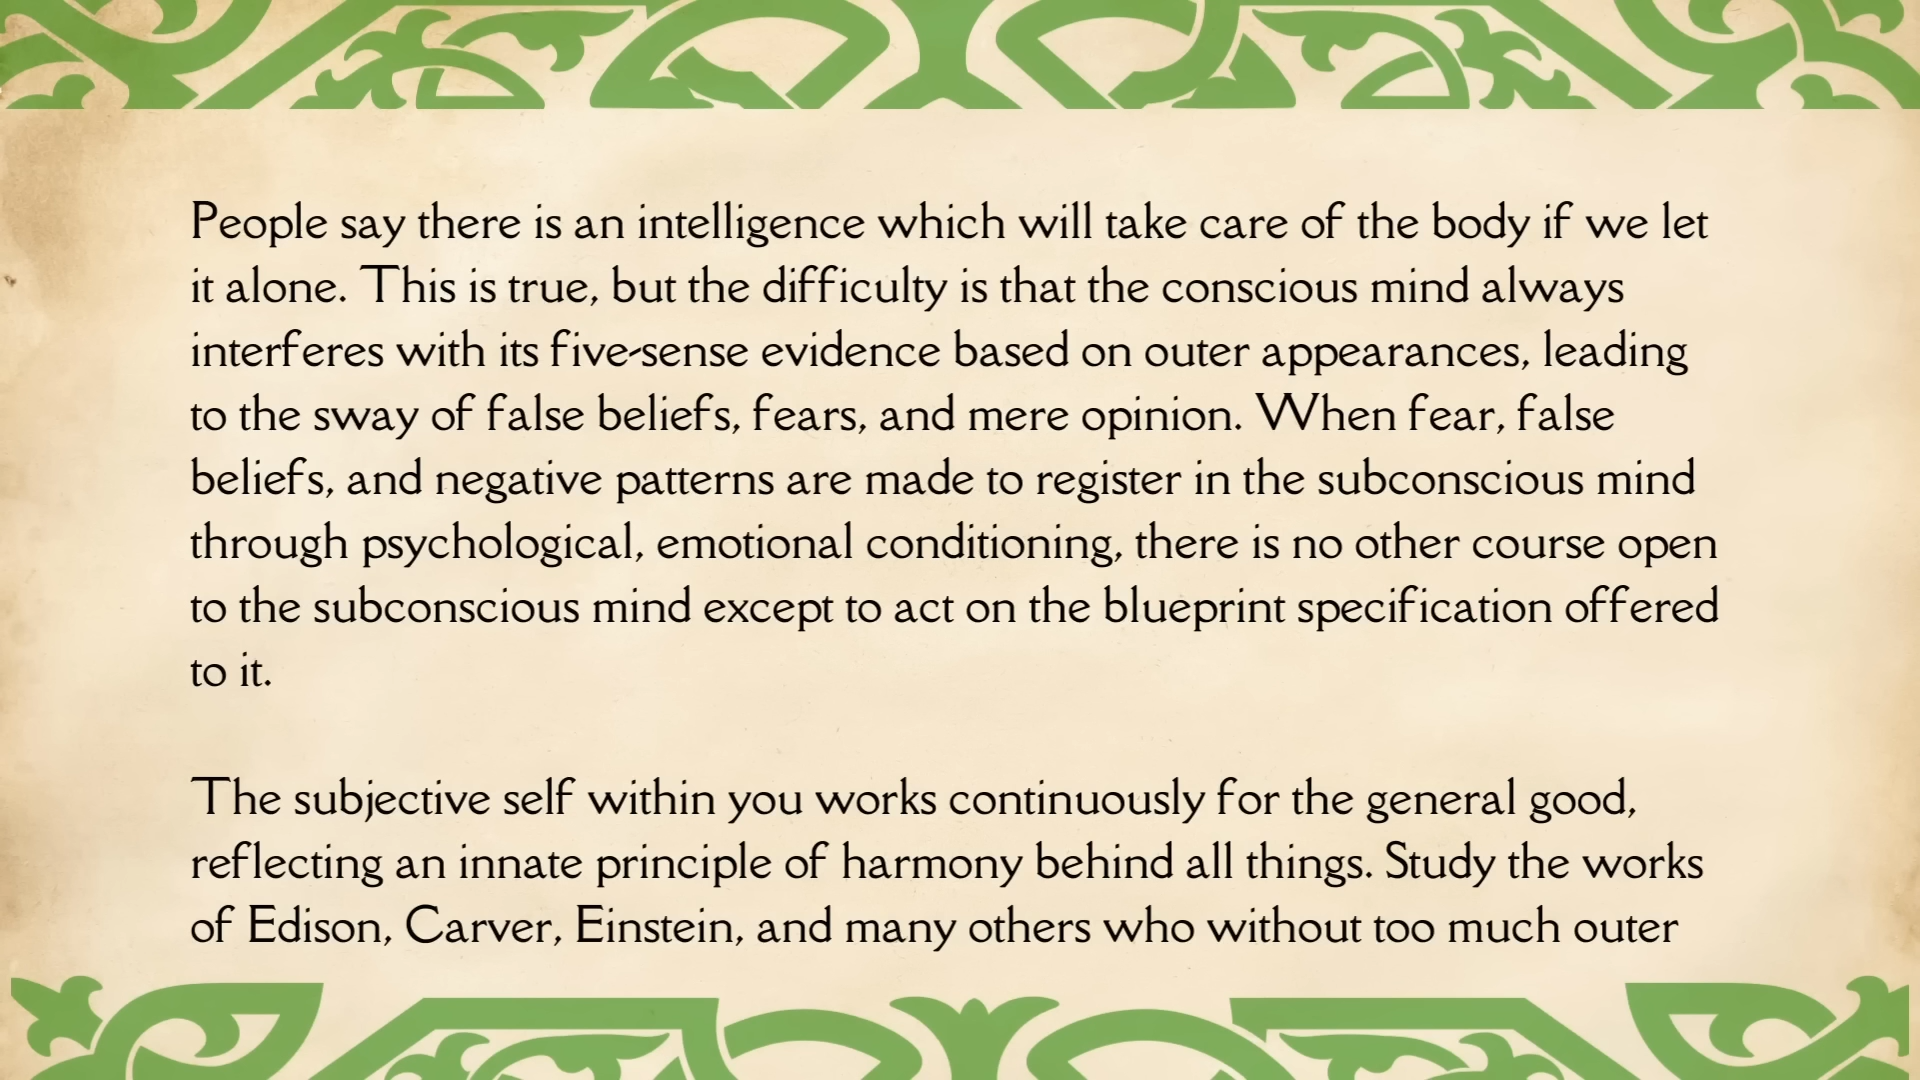 People say there is an intelligence which will take care of the body if we let
it alone. This is true, but the difficulty is that the conscious mind always
interferes with its five-sense evidence based on outer appearances, leading
to the sway of false beliefs, fears, and mere opinion. When fear, false
beliefs, and negative patterns are made to register in the subconscious mind
through psychological, emotional conditioning, there is no other course open
to the subconscious mind except to act on the blueprint specification offered
to it.
The subjective self within you works continuously for the general good,
reflecting an innate principle of harmony behind all things. Study the works
of Edison, Carver, Einstein, and many others who without too much outer